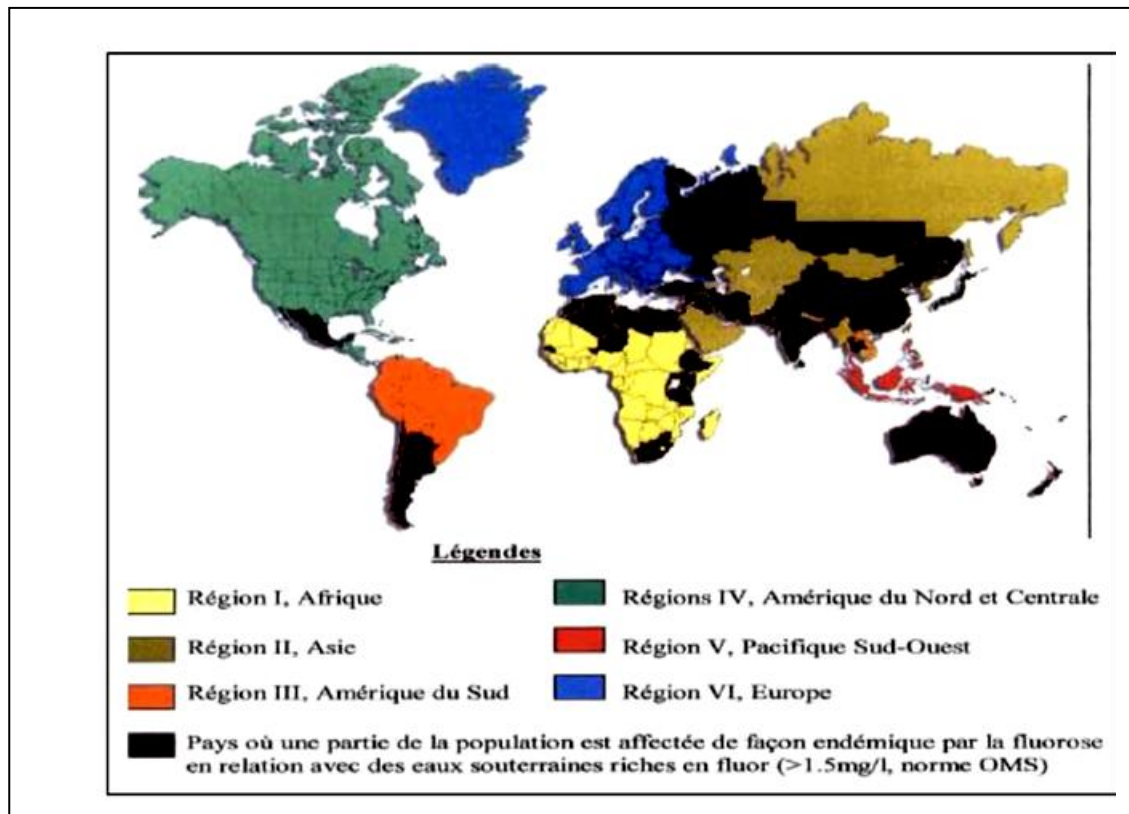 Légendes
Région I, Afrique
Régions IV, Amérique du Nord et Centrale
Région II, Asie
Région V, Pacifique Sud-Ouest
Région III, Amérique du Sud
Région VI, Europe
Pays où une partie de la population est affectée de façon endémique par la fluorose
en relation avec des eaux souterraines riches en fluor (>1.5mg/l, norme OMS)